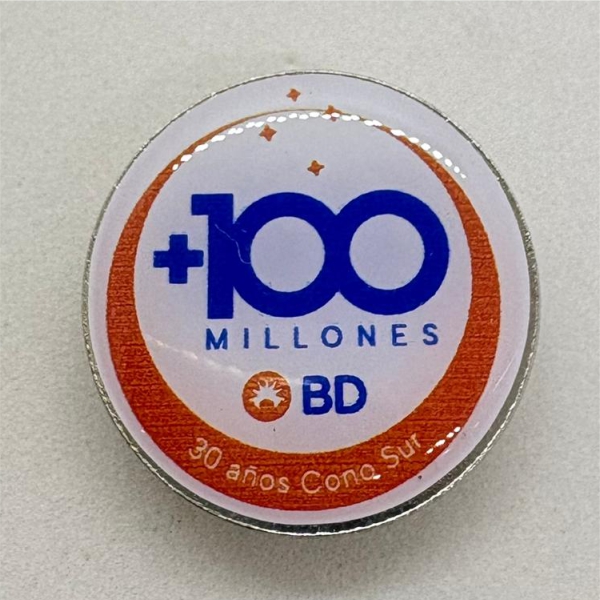 +100
MILLONES
BD
30 años Cono Sur